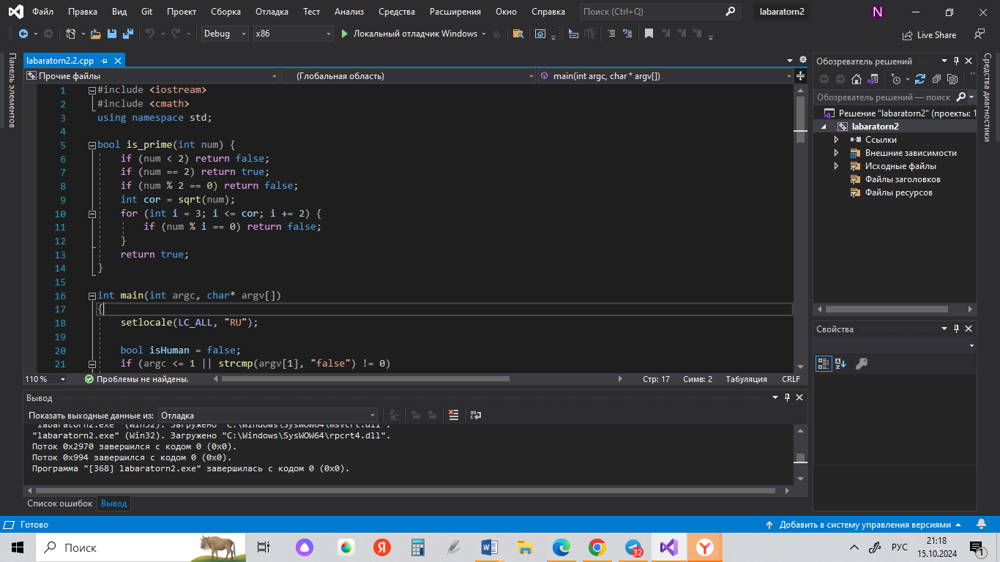 Файл Правка Вид Git Проект Сборка Отладка Тест Анализ Средства Расширения Окно Справка Поиск (Ctrl+Q) labaratorn2 N
Debug x86 Локальный отладчик Windows Live Share
Панель элементов
labaratorn2.2.cpp
Прочие файлы (Глобальная область) main(int argc, char * argv[])
1 #include <iostream>
2 #include <cmath>
3 using namespace std;
4
5 bool is_prime(int num) {
6 if (num < 2) return false;
7 if (num == 2) return true;
8 if (num % 2 == 0) return false;
9 int cor = sqrt(num);
10 for (int i = 3; i <= cor; i += 2) {
11 if (num % i == 0) return false;
12 }
13 return true;
14 }
15
16 int main(int argc, char* argv[])
17 {
18 setlocale(LC_ALL, "RU");
19
20 bool isHuman = false;
21 if (argc <= 1 || strcmp(argv[1], "false") != 0)
110 % Проблемы не найдены. Стр: 17 Симв: 2 Табуляция CRLF
Вывод
Показать выходные данные из: Отладка
"labaratorn2.exe" (Win32). Загружено "C:\Windows\SysWOW64\msvcrt.dll".
"labaratorn2.exe" (Win32). Загружено "C:\Windows\SysWOW64\rpcrt4.dll".
Поток 0x2970 завершился с кодом 0 (0x0).
Поток 0x994 завершился с кодом 0 (0x0).
Программа "[368] labaratorn2.exe" завершилась с кодом 0 (0x0).
Список ошибок Вывод
Обозреватель решений
Обозреватель решений — поиск
Решение "labaratorn2" (проекты: 1
labaratorn2
Ссылки
Внешние зависимости
Исходные файлы
Файлы заголовков
Файлы ресурсов
Свойства
Средства диагностики
Готово Добавить в систему управления версиями
Поиск Я 32 РУС 21:18
15.10.2024 1